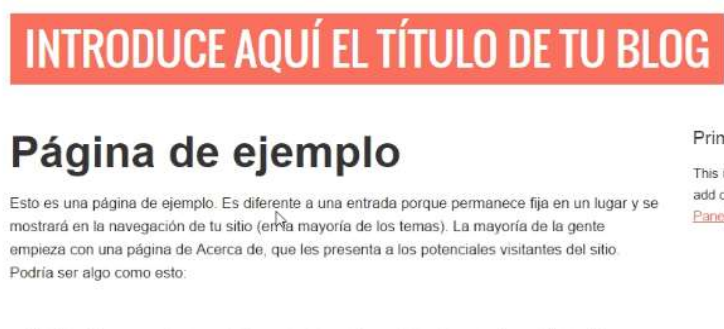 INTRODUCE AQUÍ EL TÍTULO DE TU BLOG
Página de ejemplo
Esto es una página de ejemplo. Es diferente a una entrada porque permanece fija en un lugar y se
mostrará en la navegación de tu sitio (en la mayoría de los temas). La mayoría de la gente
empieza con una página de Acerca de, que les presenta a los potenciales visitantes del sitio.
Podría ser algo como esto:
This
add